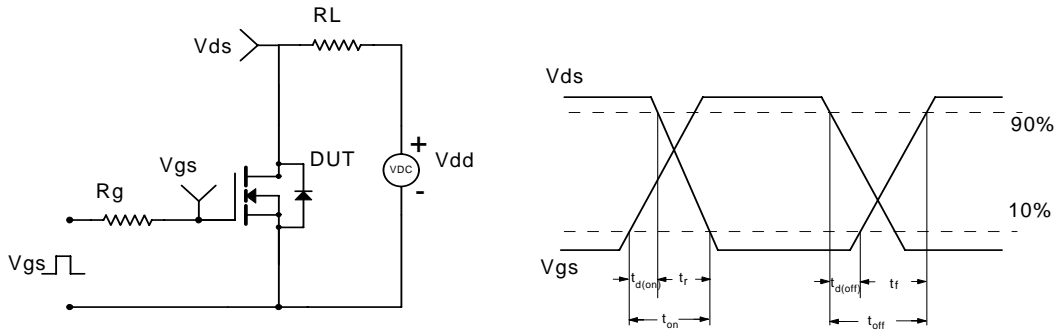 RL
Vds
Vgs
DUT
+
VDC
-
Vdd
Rg
Vgs
Vds
90%
10%
Vgs
td(on)
tr
td(off)
tf
ton
toff